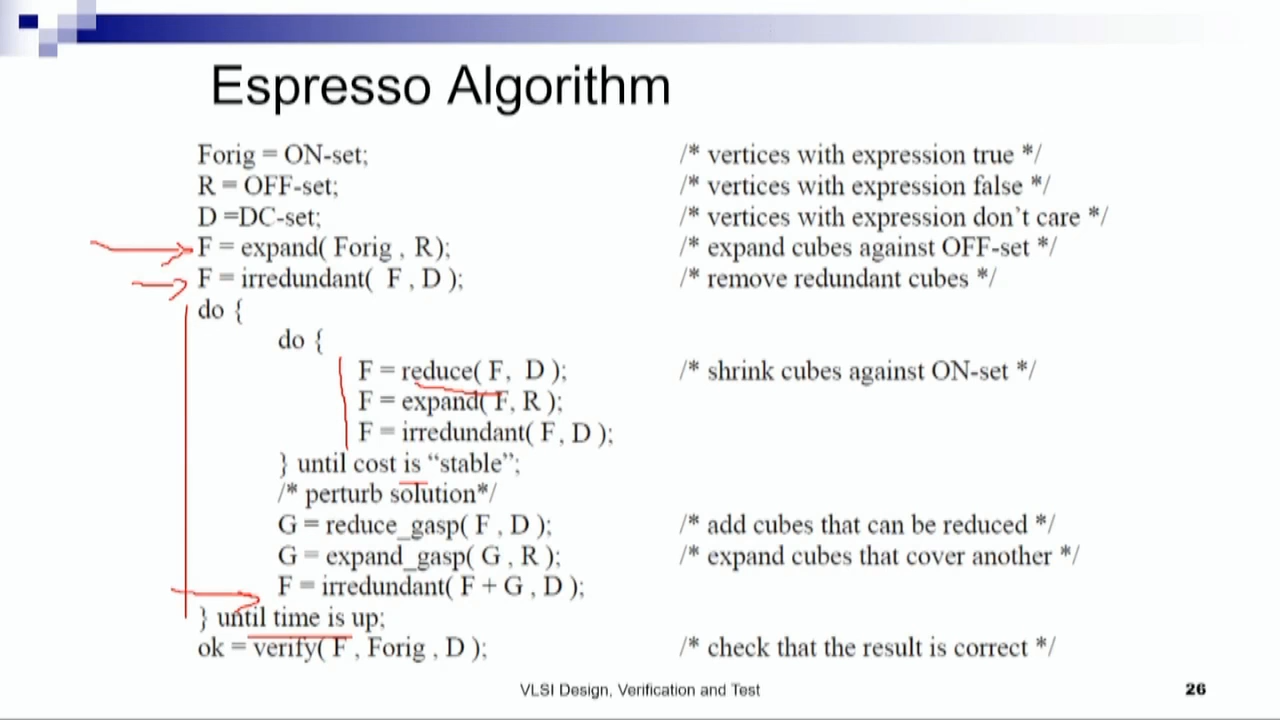 Espresso Algorithm
Forig = ON-set; /* vertices with expression true */
R = OFF-set; /* vertices with expression false */
D =DC-set; /* vertices with expression don't care */
F = expand( Forig , R); /* expand cubes against OFF-set */
F = irredundant( F , D ); /* remove redundant cubes */
do {
do {
F = reduce( F, D ); /* shrink cubes against ON-set */
F = expand( F, R );
F = irredundant( F , D );
} until cost is “stable”;
/* perturb solution*/
G = reduce_gasp( F , D ); /* add cubes that can be reduced */
G = expand_gasp( G , R ); /* expand cubes that cover another */
F = irredundant( F + G , D );
} until time is up;
ok = verify( F , Forig , D ); /* check that the result is correct */
VLSI Design, Verification and Test 26